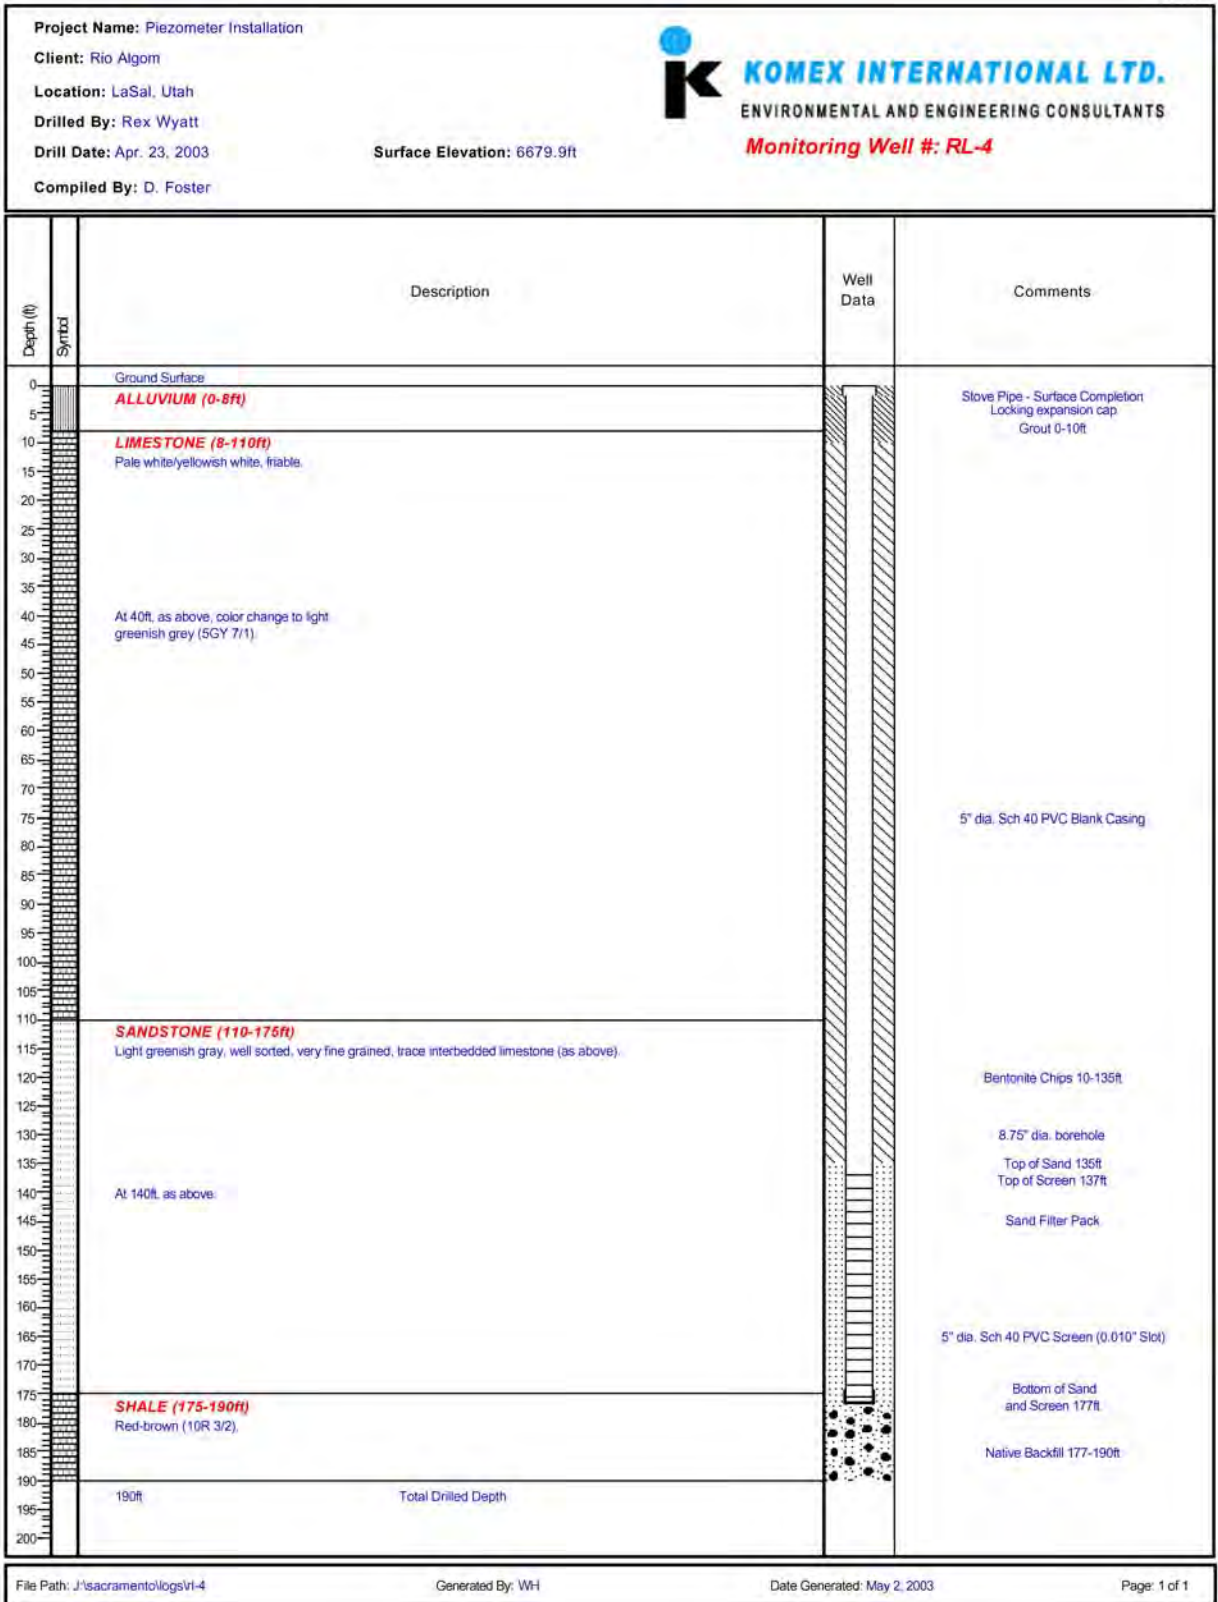 Project Name: Piezometer Installation
Client: Rio Algom
Location: LaSal, Utah
Drilled By: Rex Wyatt
Drill Date: Apr. 23, 2003
Surface Elevation: 6679.9ft
Compiled By: D. Foster
KOMEX INTERNATIONAL LTD.
ENVIRONMENTAL AND ENGINEERING CONSULTANTS
Monitoring Well #: RL-4
Depth (ft)
Symbol
Description
Well
Data
Comments
Ground Surface
0
ALLUVIUM (0-8ft)
Stove Pipe - Surface Completion
Locking expansion cap
5
Grout 0-10ft
10
LIMESTONE (8-110ft)
Pale white/yellowish white, friable.
15
20
25
30
35
40
At 40ft, as above, color change to light
greenish grey (5GY 7/1).
45
50
55
60
65
70
75
5" dia. Sch 40 PVC Blank Casing
80
85
90
95
100
105
110
SANDSTONE (110-175ft)
115
Light greenish gray, well sorted, very fine grained, trace interbedded limestone (as above).
120
Bentonite Chips 10-135ft
125
130
8.75" dia. borehole
135
Top of Sand 135ft
Top of Screen 137ft
140
At 140ft, as above.
145
Sand Filter Pack
150
155
160
165
5" dia. Sch 40 PVC Screen (0.010" Slot)
170
175
Bottom of Sand
and Screen 177ft
SHALE (175-190ft)
180
Red-brown (10R 3/2).
185
Native Backfill 177-190ft
190
190ft
Total Drilled Depth
195
200
File Path: J:\sacramento\logs\rl-4
Generated By: WH
Date Generated: May 2, 2003
Page: 1 of 1